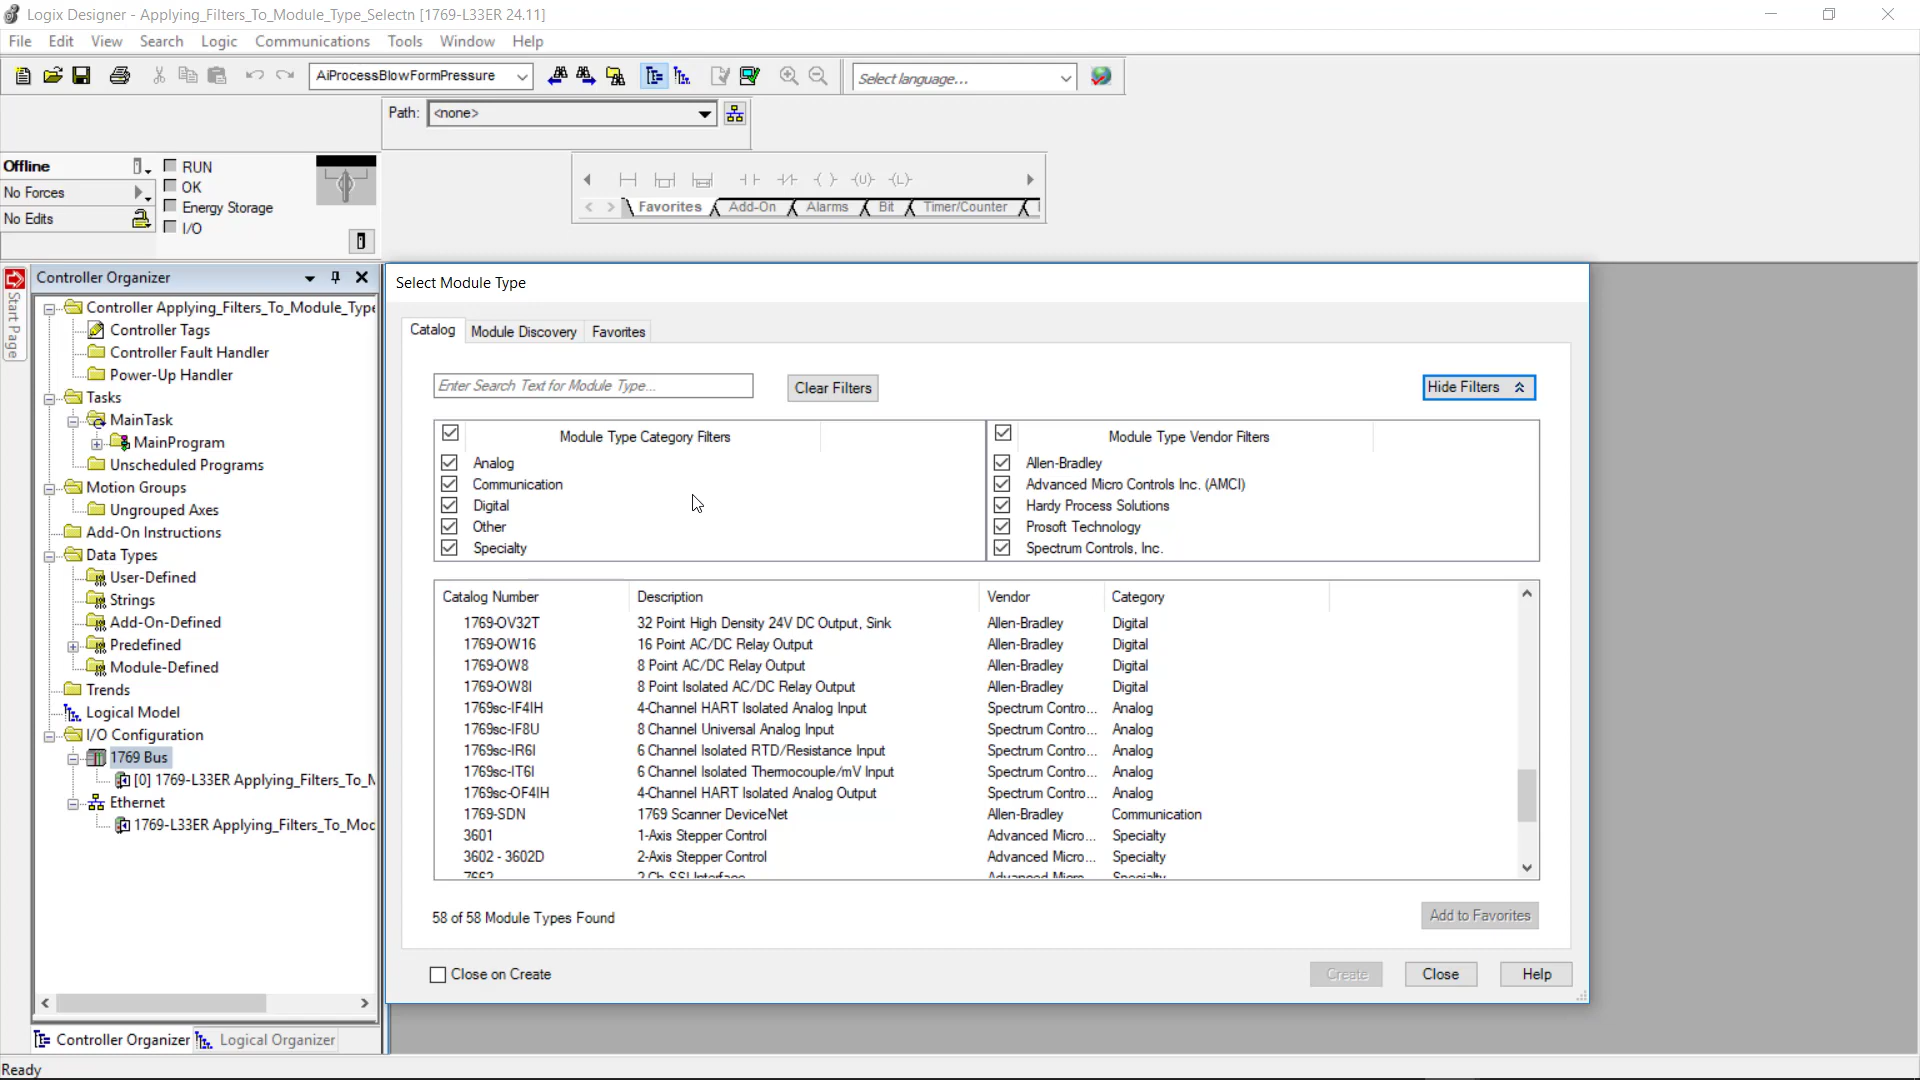 Logix Designer - Applying_Filters_To_Module_Type_Selectn [1769-L33ER 24.11]
File Edit View Search Logic Communications Tools Window Help
AiProcessBlowFormPressure
Select language...
Path: <none>
Offline
No Forces
No Edits
RUN
OK
Energy Storage
I/O
Favorites Add-On Alarms Bit Timer/Counter
Start Page
Controller Organizer
Controller Applying_Filters_To_Module_Type
Controller Tags
Controller Fault Handler
Power-Up Handler
Tasks
MainTask
MainProgram
Unscheduled Programs
Motion Groups
Ungrouped Axes
Add-On Instructions
Data Types
User-Defined
Strings
Add-On-Defined
Predefined
Module-Defined
Trends
Logical Model
I/O Configuration
1769 Bus
[0] 1769-L33ER Applying_Filters_To_M
Ethernet
1769-L33ER Applying_Filters_To_Moc
Controller Organizer Logical Organizer
Ready
Select Module Type
Catalog Module Discovery Favorites
Enter Search Text for Module Type...
Clear Filters
Hide Filters
Module Type Category Filters
Analog
Communication
Digital
Other
Specialty
Module Type Vendor Filters
Allen-Bradley
Advanced Micro Controls Inc. (AMCI)
Hardy Process Solutions
Prosoft Technology
Spectrum Controls, Inc.
Catalog Number Description Vendor Category
1769-OV32T 32 Point High Density 24V DC Output, Sink Allen-Bradley Digital
1769-OW16 16 Point AC/DC Relay Output Allen-Bradley Digital
1769-OW8 8 Point AC/DC Relay Output Allen-Bradley Digital
1769-OW8I 8 Point Isolated AC/DC Relay Output Allen-Bradley Digital
1769sc-IF4IH 4-Channel HART Isolated Analog Input Spectrum Contro... Analog
1769sc-IF8U 8 Channel Universal Analog Input Spectrum Contro... Analog
1769sc-IR6I 6 Channel Isolated RTD/Resistance Input Spectrum Contro... Analog
1769sc-IT6I 6 Channel Isolated Thermocouple/mV Input Spectrum Contro... Analog
1769sc-OF4IH 4-Channel HART Isolated Analog Output Spectrum Contro... Analog
1769-SDN 1769 Scanner DeviceNet Allen-Bradley Communication
3601 1-Axis Stepper Control Advanced Micro... Specialty
3602 - 3602D 2-Axis Stepper Control Advanced Micro... Specialty
7662 2 Ch SSI Interface Advanced Micro... Specialty
58 of 58 Module Types Found
Add to Favorites
Close on Create
Create Close Help